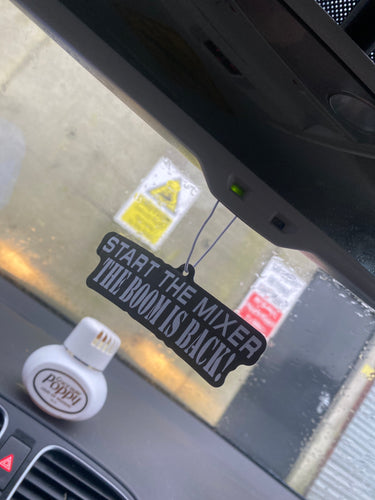 START THE MIXER
THE BOOM IS BACK!
Poppy